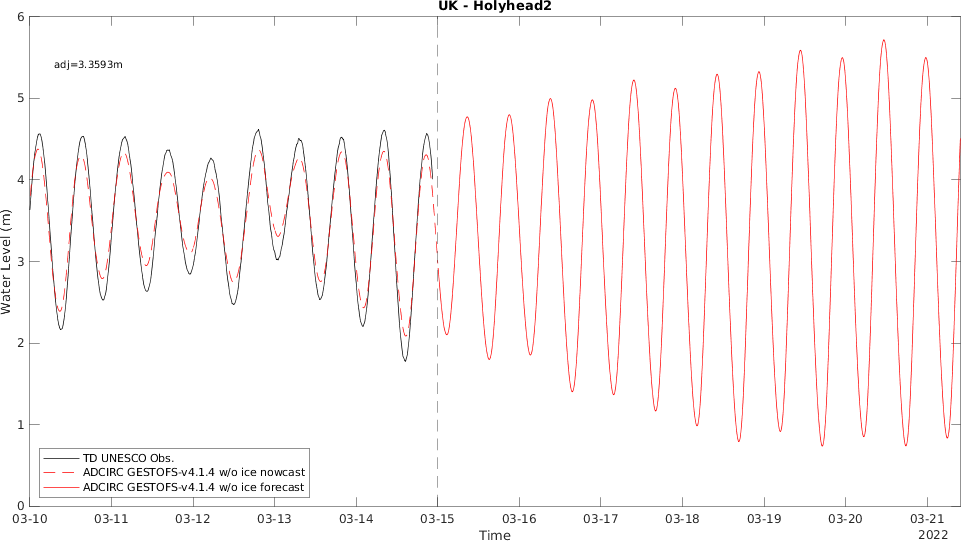 UK - Holyhead2
6
5
4
3
2
1
0
Water Level (m)
adj=3.3593m
TD UNESCO Obs.
ADCIRC GESTOFS-v4.1.4 w/o ice nowcast
ADCIRC GESTOFS-v4.1.4 w/o ice forecast
03-10 03-11 03-12 03-13 03-14 03-15 03-16 03-17 03-18 03-19 03-20 03-21
Time
2022